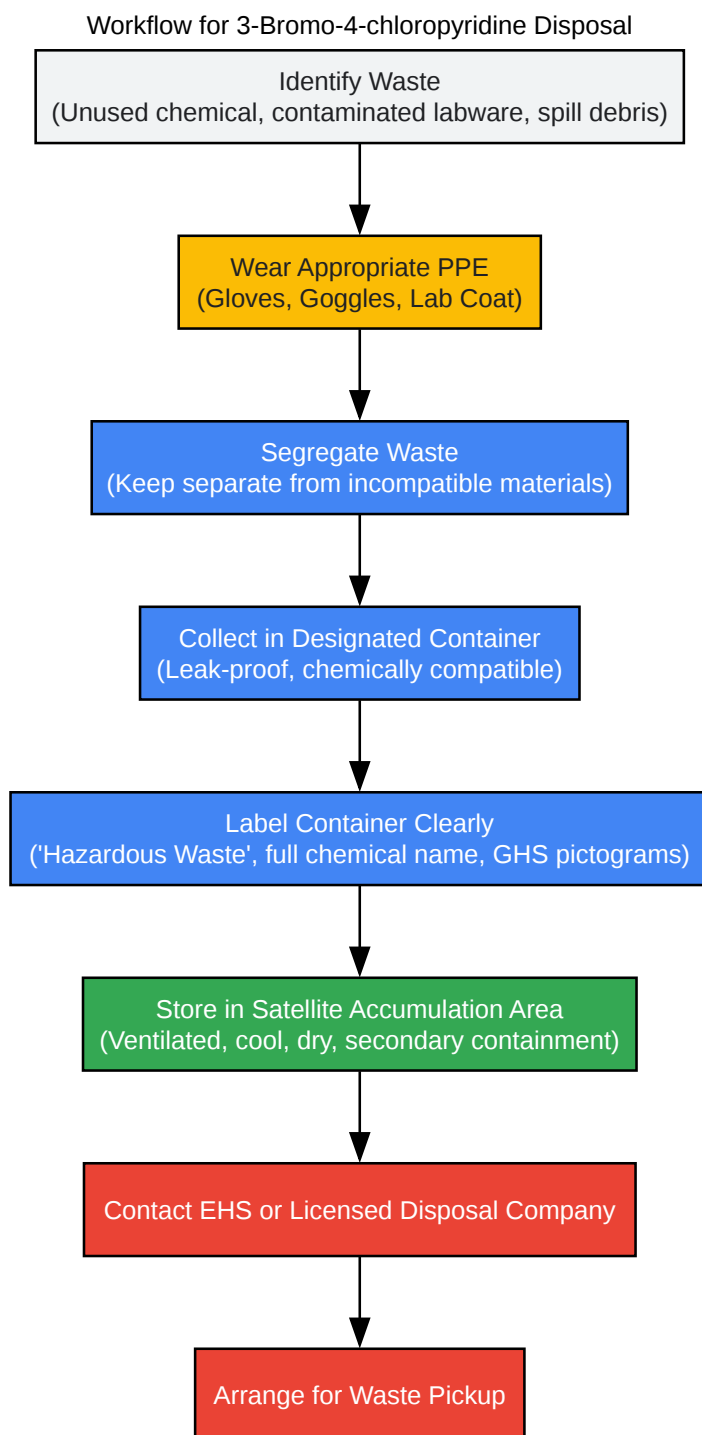 Workflow for 3-Bromo-4-chloropyridine Disposal
Identify Waste
(Unused chemical, contaminated labware, spill debris)
Wear Appropriate PPE
(Gloves, Goggles, Lab Coat)
Segregate Waste
(Keep separate from incompatible materials)
Collect in Designated Container
(Leak-proof, chemically compatible)
Label Container Clearly
('Hazardous Waste', full chemical name, GHS pictograms)
Store in Satellite Accumulation Area
(Ventilated, cool, dry, secondary containment)
Contact EHS or Licensed Disposal Company
Arrange for Waste Pickup